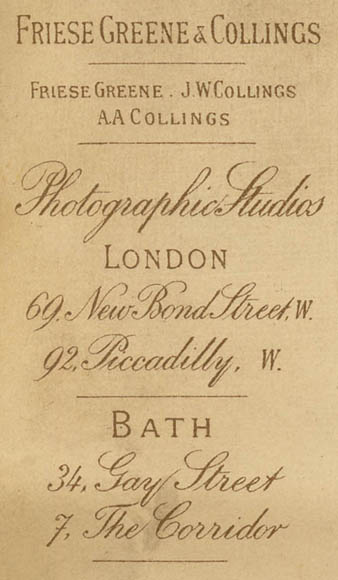 FRIESE GREENE & COLLINGS
FRIESE GREENE . J.W COLLINGS
A.A COLLINGS
Photographic Studios
LONDON
69, New Bond Street, W.
92, Piccadilly, W.
BATH
34, Gay Street
7, The Corridor